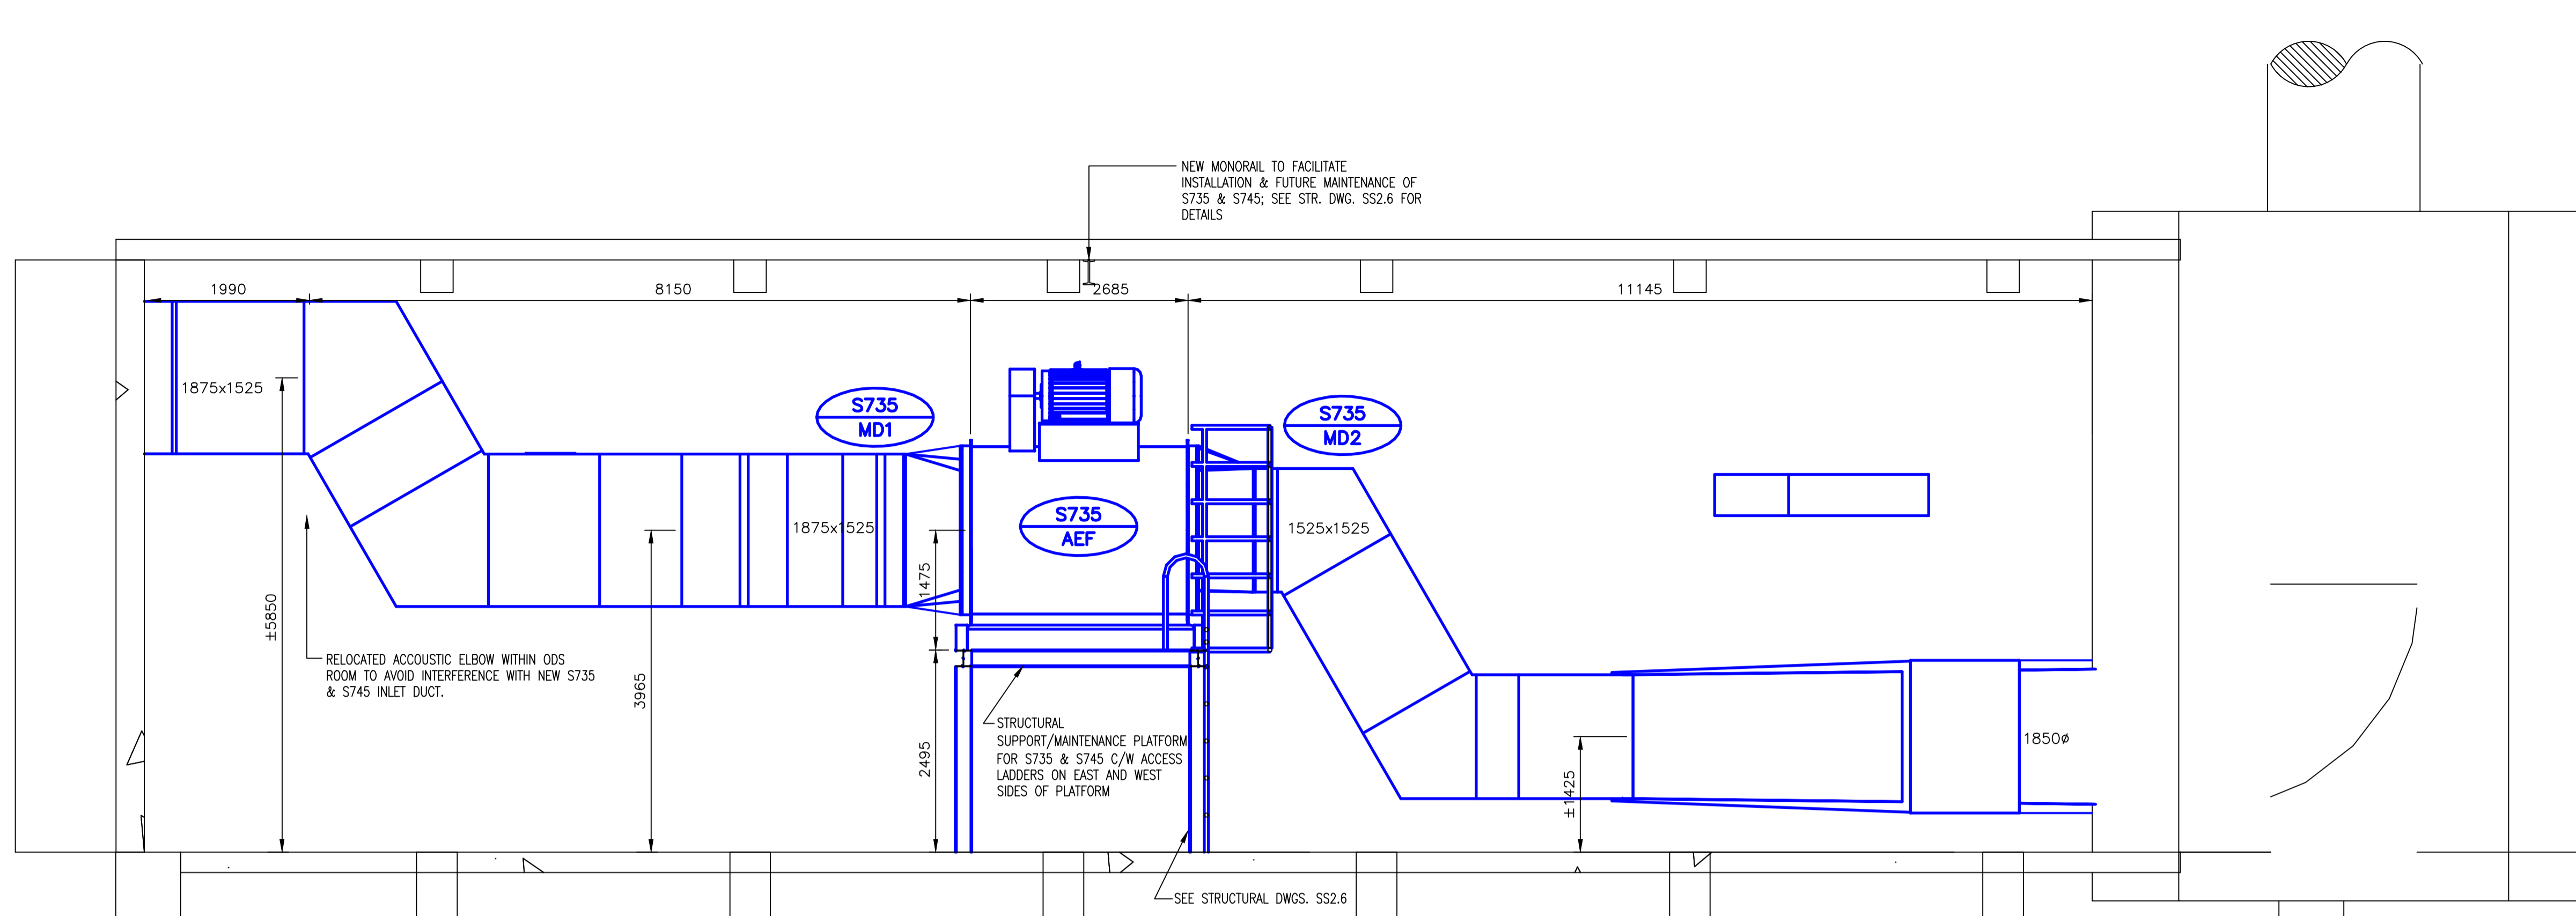 NEW MONORAIL TO FACILITATE
INSTALLATION & FUTURE MAINTENANCE OF
S735 & S745; SEE STR. DWG. SS2.6 FOR
DETAILS
1990
8150
2685
11145
1875x1525
S735
MD1
S735
MD2
S735
AEF
1875x1525
1525x1525
1475
±5850
3965
2495
±1425
1850ø
RELOCATED ACCOUSTIC ELBOW WITHIN ODS
ROOM TO AVOID INTERFERENCE WITH NEW S735
& S745 INLET DUCT.
STRUCTURAL
SUPPORT/MAINTENANCE PLATFORM
FOR S735 & S745 C/W ACCESS
LADDERS ON EAST AND WEST
SIDES OF PLATFORM
SEE STRUCTURAL DWGS. SS2.6